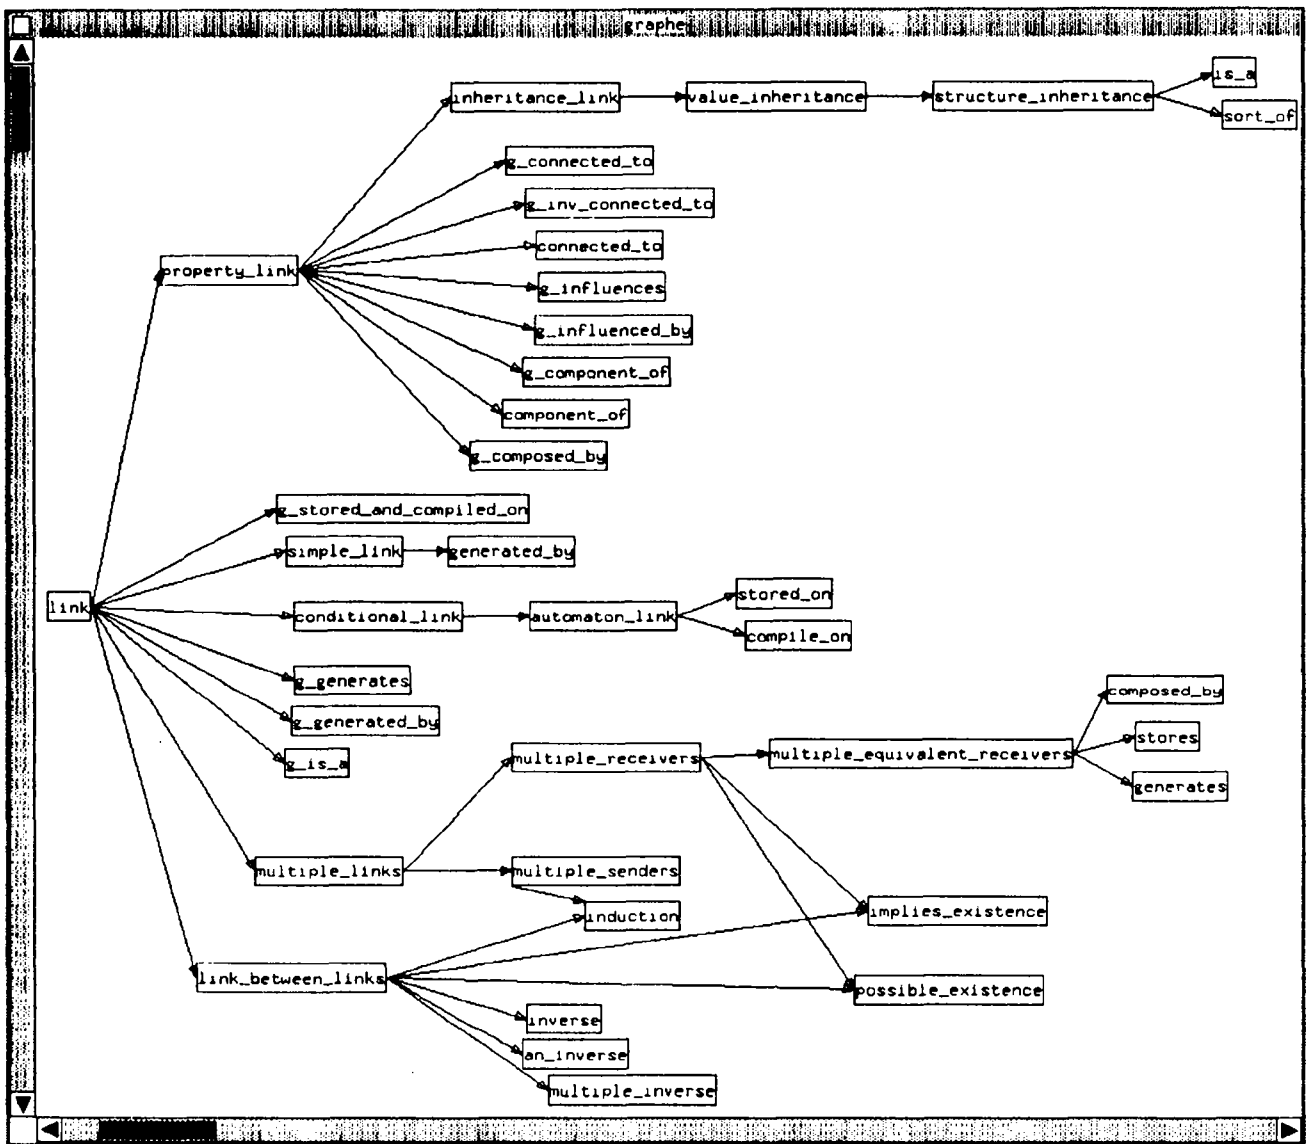 graphe
is_a
inheritance_link
value_inheritance
structure_inheritance
sort_of
g_connected_to
g_inv_connected_to
connected_to
property_link
g_influences
g_influenced_by
g_component_of
component_of
g_composed_by
g_stored_and_compiled_on
simple_link
generated_by
stored_on
link
conditional_link
automaton_link
compile_on
g_generates
composed_by
g_generated_by
stores
multiple_receivers
multiple_equivalent_receivers
g_is_a
generates
multiple_links
multiple_senders
induction
implies_existence
link_between_links
possible_existence
inverse
an_inverse
multiple_inverse